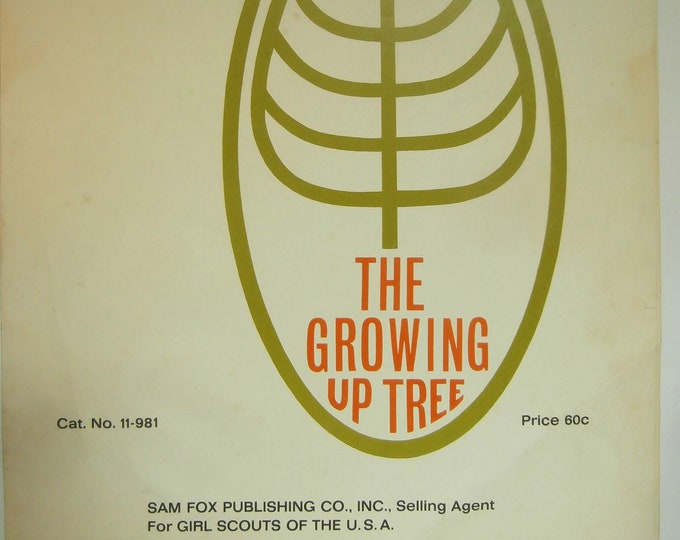 THE
GROWING
UP TREE
Cat. No. 11-981
Price 60c
SAM FOX PUBLISHING CO., INC., Selling Agent
For GIRL SCOUTS OF THE U.S.A.